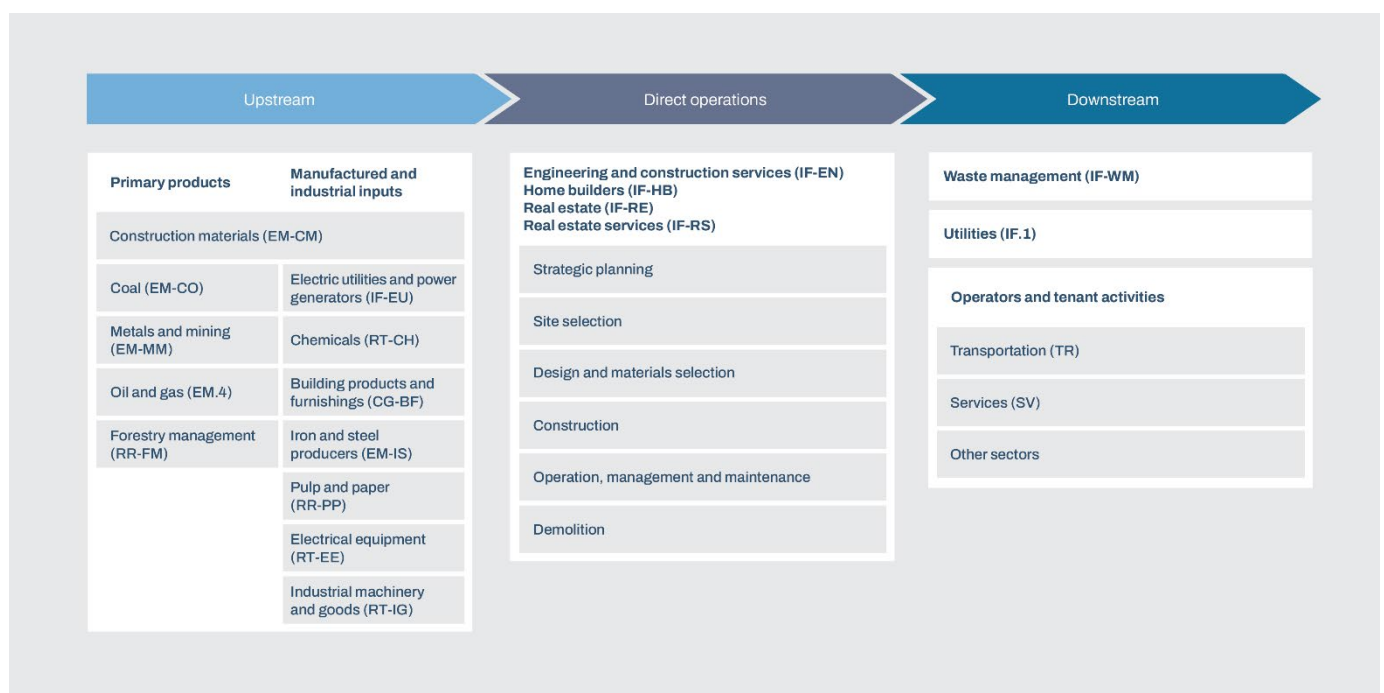 Upstream
Direct operations
Downstream
Primary products
Manufactured and
industrial inputs
Construction materials (EM-CM)
Coal (EM-CO)
Electric utilities and power
generators (IF-EU)
Metals and mining
(EM-MM)
Chemicals (RT-CH)
Oil and gas (EM.4)
Building products and
furnishings (CG-BF)
Forestry management
(RR-FM)
Iron and steel
producers (EM-IS)
Pulp and paper
(RR-PP)
Electrical equipment
(RT-EE)
Industrial machinery
and goods (RT-IG)
Engineering and construction services (IF-EN)
Home builders (IF-HB)
Real estate (IF-RE)
Real estate services (IF-RS)
Strategic planning
Site selection
Design and materials selection
Construction
Operation, management and maintenance
Demolition
Waste management (IF-WM)
Utilities (IF.1)
Operators and tenant activities
Transportation (TR)
Services (SV)
Other sectors